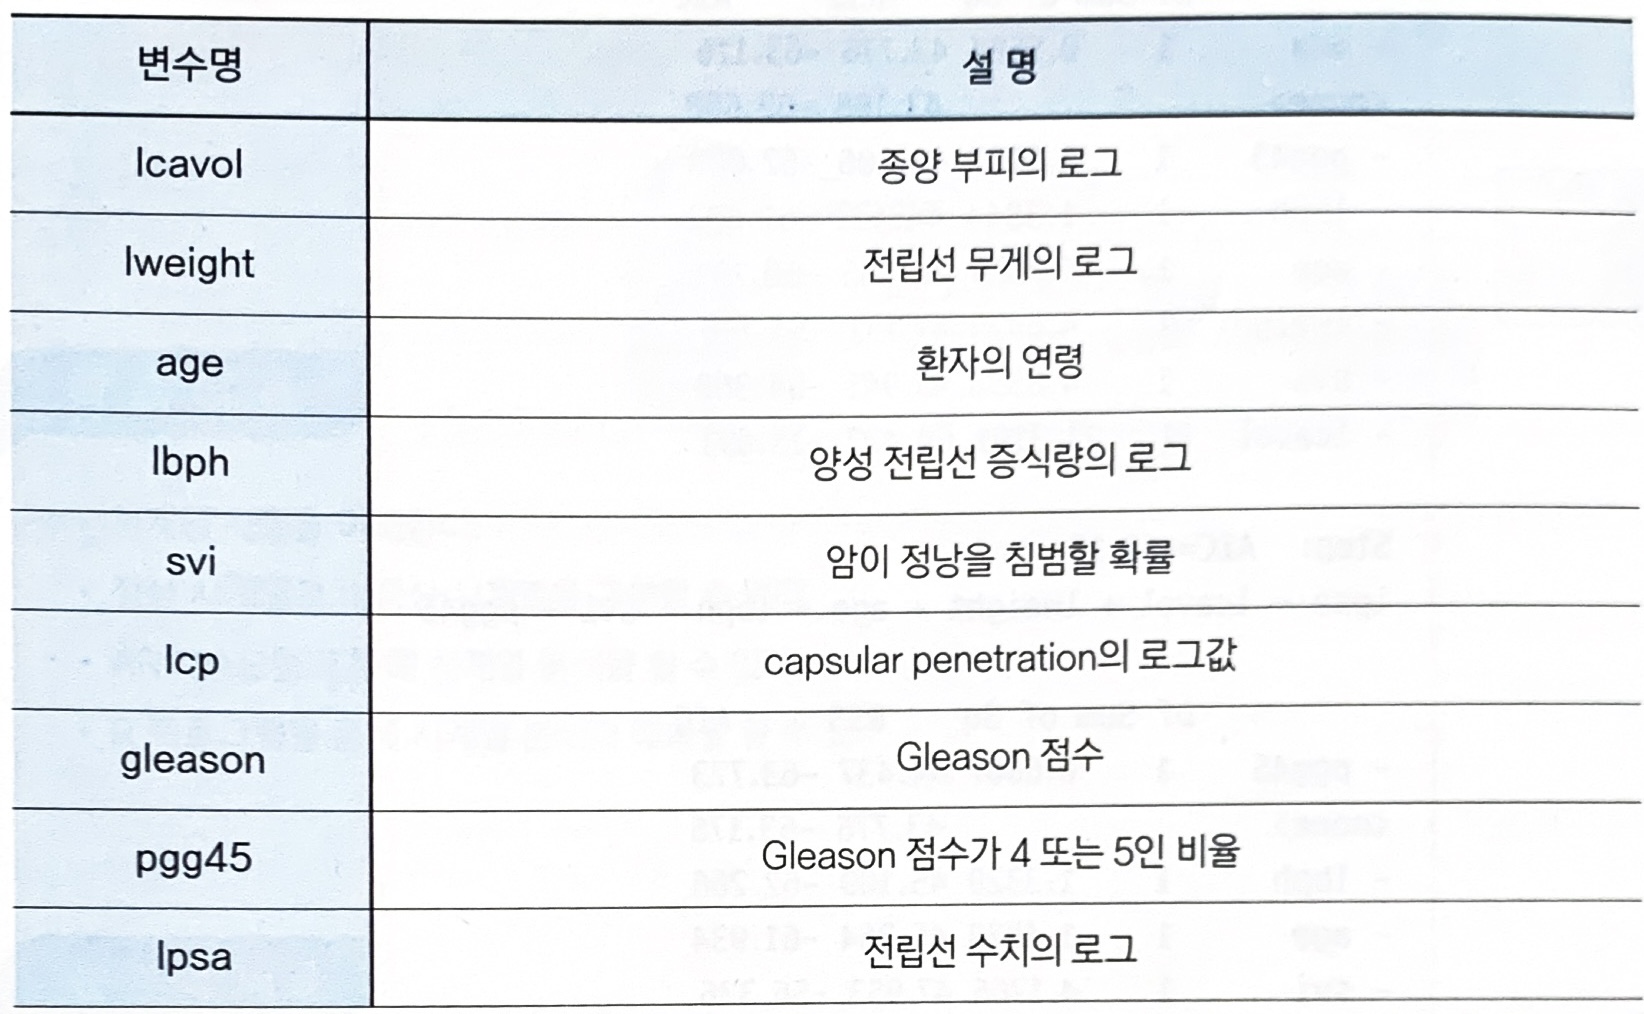 변수명 설 명
lcavol 종양 부피의 로그
lweight 전립선 무게의 로그
age 환자의 연령
lbph 양성 전립선 증식량의 로그
svi 암이 정낭을 침범할 확률
lcp capsular penetration의 로그값
gleason Gleason 점수
pgg45 Gleason 점수가 4 또는 5인 비율
lpsa 전립선 수치의 로그